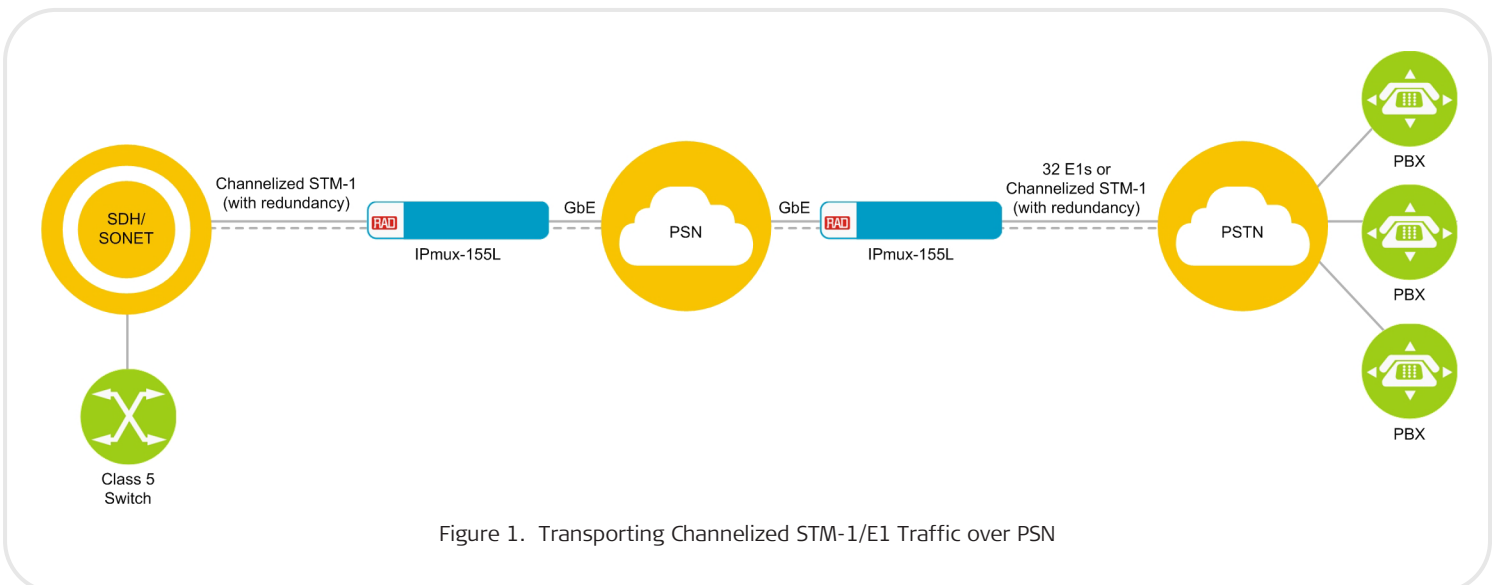 SDH/
SONET
Channelized STM-1
(with redundancy)
RAD
IPmux-155L
GbE
PSN
GbE
RAD
IPmux-155L
32 E1s or
Channelized STM-1
(with redundancy)
PSTN
PBX
PBX
PBX
Class 5
Switch
Figure 1. Transporting Channelized STM-1/E1 Traffic over PSN